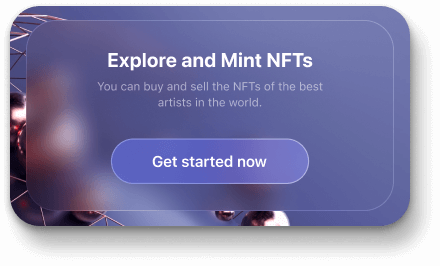 Explore and Mint NFTs
You can buy and sell the NFTs of the best
artists in the world.
Get started now